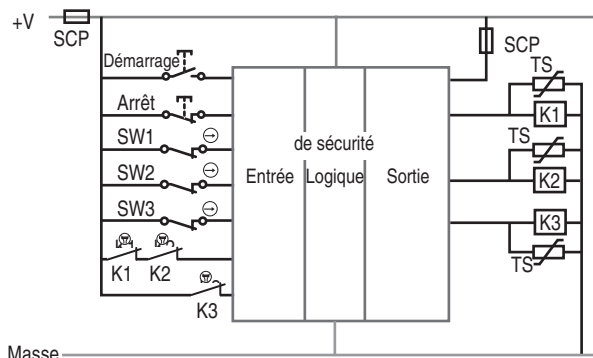 +V
SCP
SCP
Démarrage
TS
Arrêt
K1
SW1
TS
de sécurité
SW2
Entrée
Logique
Sortie
K2
SW3
K3
K1
K2
TS
K3
Masse